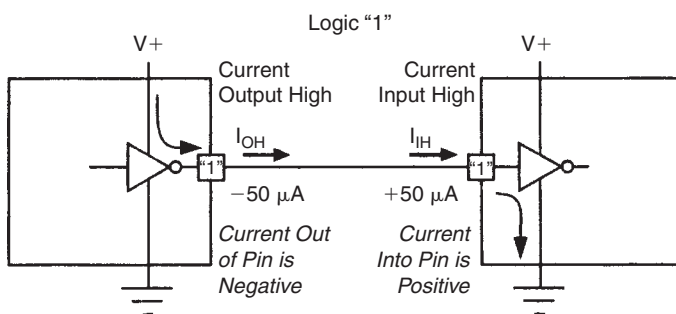 Logic “1”
V+
V+
Current
Output High
Current
Input High
I_OH
I_IH
“1”
“1”
−50 μA
+50 μA
Current Out
of Pin is
Negative
Current
Into Pin is
Positive